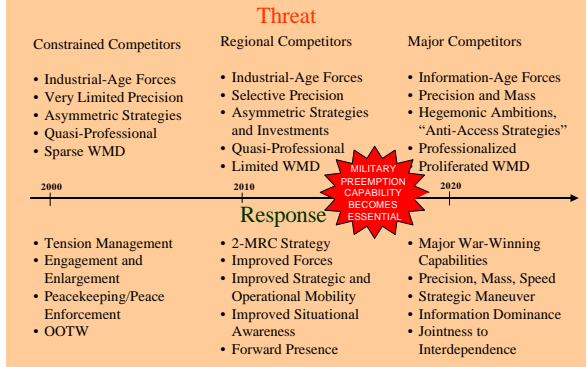 Threat
Constrained Competitors
• Industrial-Age Forces
• Very Limited Precision
• Asymmetric Strategies
• Quasi-Professional
• Sparse WMD
Regional Competitors
• Industrial-Age Forces
• Selective Precision
• Asymmetric Strategies
and Investments
• Quasi-Professional
• Limited WMD
Major Competitors
• Information-Age Forces
• Precision and Mass
• Hegemonic Ambitions,
“Anti-Access Strategies”
• Professionalized
• Proliferated WMD
MILITARY
PREEMPTION
CAPABILITY
BECOMES
ESSENTIAL
2000
2010
2020
Response
• Tension Management
• Engagement and
Enlargement
• Peacekeeping/Peace
Enforcement
• OOTW
• 2-MRC Strategy
• Improved Forces
• Improved Strategic and
Operational Mobility
• Improved Situational
Awareness
• Forward Presence
• Major War-Winning
Capabilities
• Precision, Mass, Speed
• Strategic Maneuver
• Information Dominance
• Jointness to
Interdependence